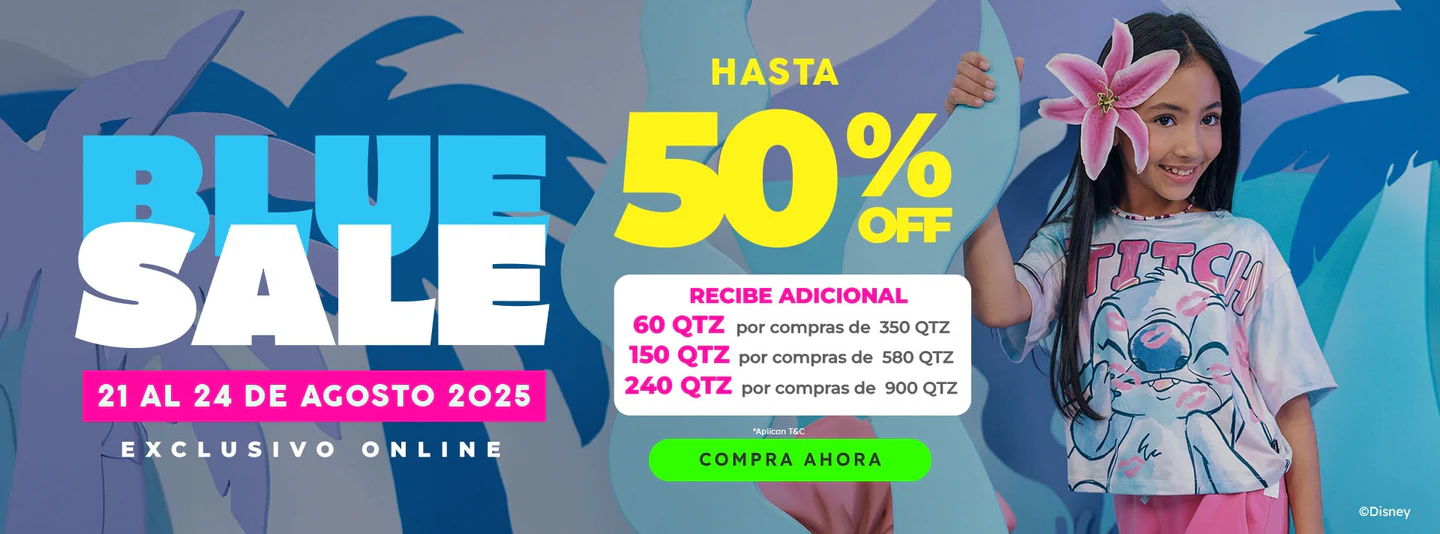 BLUE
SALE
21 AL 24 DE AGOSTO 2025
EXCLUSIVO ONLINE
HASTA
50%
OFF
RECIBE ADICIONAL
60 QTZ por compras de 350 QTZ
150 QTZ por compras de 580 QTZ
240 QTZ por compras de 900 QTZ
*Aplican T&C
COMPRA AHORA
TITCH
©Disney